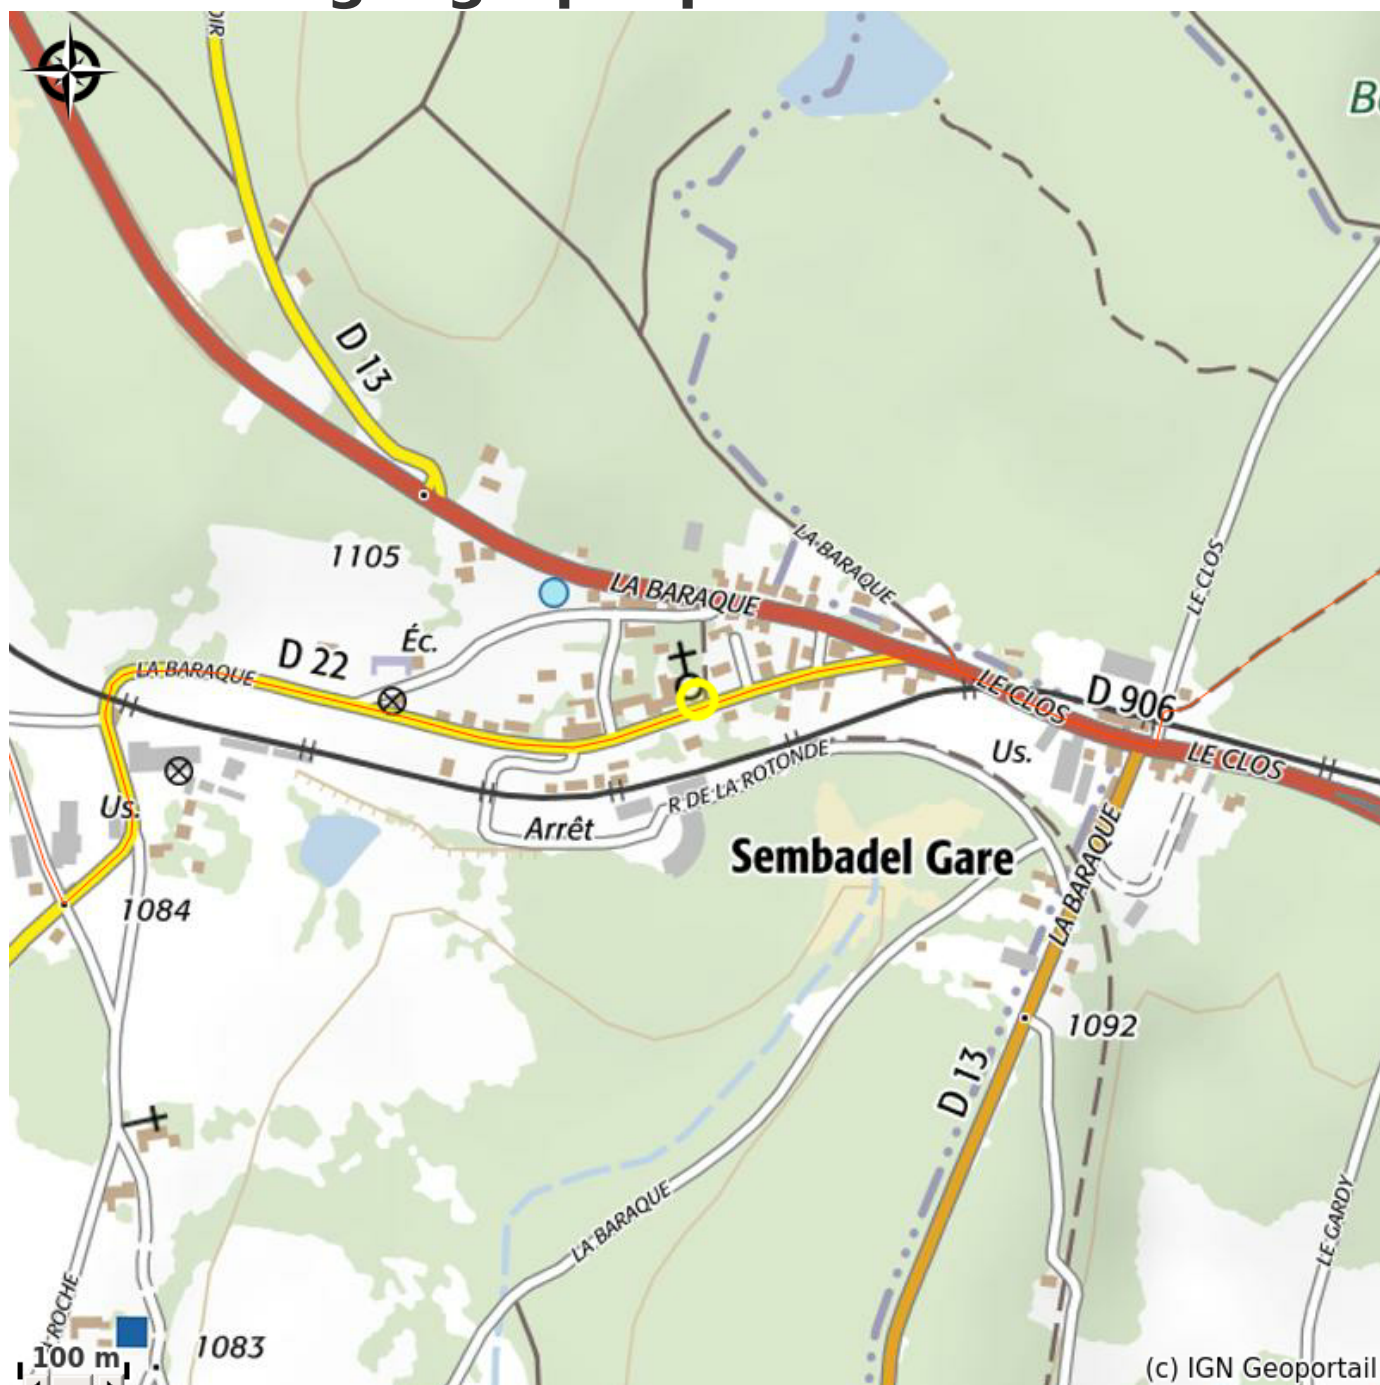 D 13
B
LA BARAQUE
1105
LA BARAQUE
LE CLOS
Éc.
D 22
LA BARAQUE
LE CLOS
D 906
LE CLOS
Us.
R DE LA ROTONDE
Us.
Arrêt
Sembadel Gare
LA BARAQUE
1084
1092
D 13
LA BARAQUE
LE GARDY
ROCHE
1083
100 m
(c) IGN Geoportail